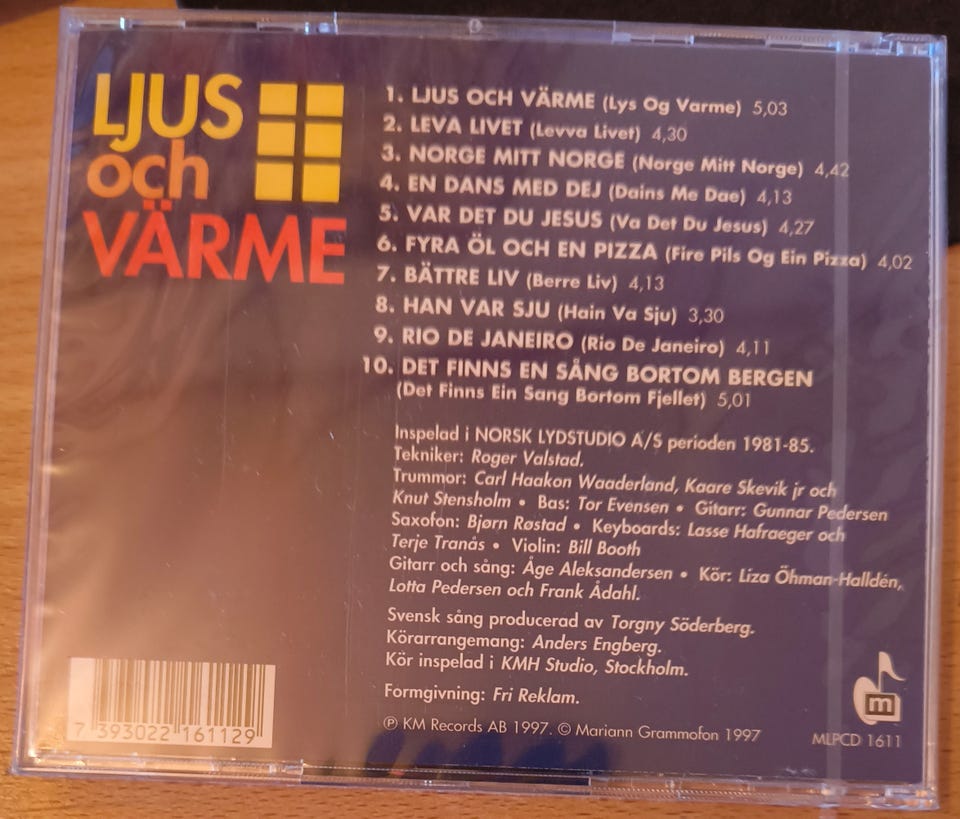 LJUS
och
VÄRME
1. LJUS OCH VÄRME (Lys Og Varme) 5,03
2. LEVA LIVET (Levva Livet) 4,30
3. NORGE MITT NORGE (Norge Mitt Norge) 4,42
4. EN DANS MED DEJ (Dains Me Dae) 4,13
5. VAR DET DU JESUS (Va Det Du Jesus) 4,27
6. FYRA ÖL OCH EN PIZZA (Fire Pils Og Ein Pizza) 4,02
7. BÄTTRE LIV (Berre Liv) 4,13
8. HAN VAR SJU (Hain Va Sju) 3,30
9. RIO DE JANEIRO (Rio De Janeiro) 4,11
10. DET FINNS EN SÅNG BORTOM BERGEN
(Det Finns Ein Sang Bortom Fjellet) 5,01
Inspelad i NORSK LYDSTUDIO A/S perioden 1981-85.
Tekniker: Roger Valstad.
Trummor: Carl Haakon Waaderland, Kaare Skevik jr och
Knut Stensholm • Bas: Tor Evensen • Gitarr: Gunnar Pedersen
Saxofon: Bjørn Røstad • Keyboards: Lasse Hafraeger och
Terje Tranås • Violin: Bill Booth
Gitarr och sång: Åge Aleksandersen • Kör: Liza Öhman-Halldén,
Lotta Pedersen och Frank Ådahl.
Svensk sång producerad av Torgny Söderberg.
Körarrangemang: Anders Engberg.
Kör inspelad i KMH Studio, Stockholm.
Formgivning: Fri Reklam.
℗ KM Records AB 1997. © Mariann Grammofon 1997
m
MLPCD 1611
7 393022 161129